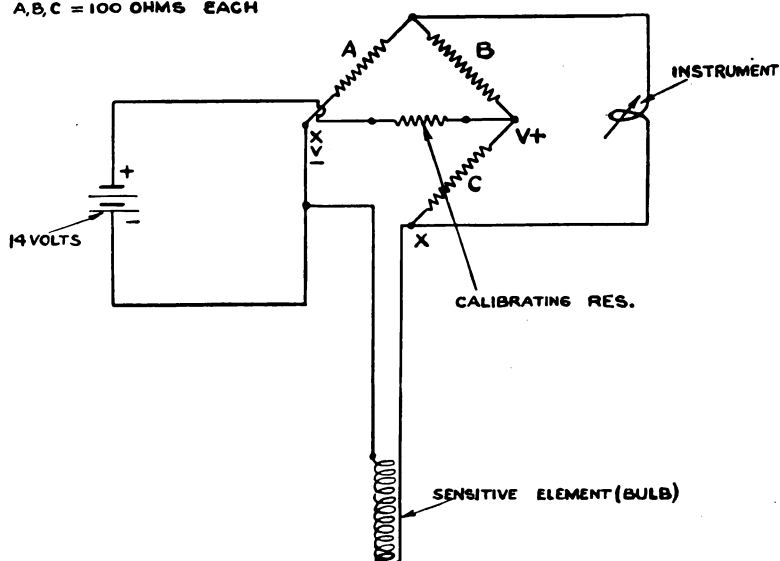 A,B,C = 100 OHMS EACH
A
B
INSTRUMENT
X
V
–
V+
C
+
–
14 VOLTS
X
CALIBRATING RES.
SENSITIVE ELEMENT (BULB)